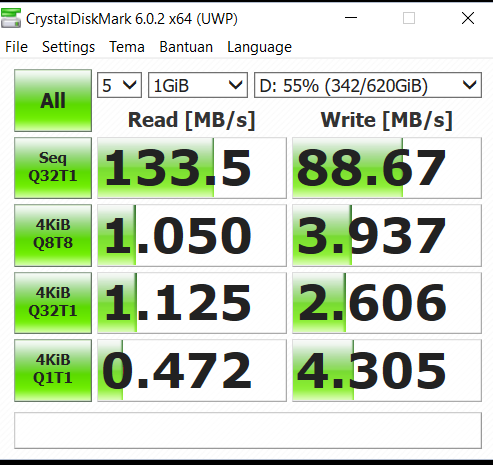 CrystalDiskMark 6.0.2 x64 (UWP)
File Settings Tema Bantuan Language
All 5 1GiB D: 55% (342/620GiB)
Read [MB/s] Write [MB/s]
Seq
Q32T1 133.5 88.67
4KiB
Q8T8 1.050 3.937
4KiB
Q32T1 1.125 2.606
4KiB
Q1T1 0.472 4.305